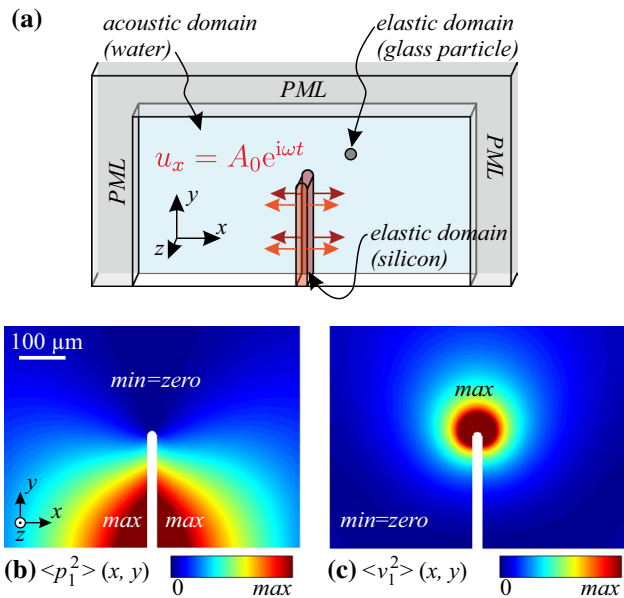 (a)
acoustic domain
(water)
elastic domain
(glass particle)
PML
PML
PML
u_x = A_0 e^{iωt}
y
x
z
elastic domain
(silicon)
100 µm
min=zero
max
max
y
x
z
max
min=zero
(b) <p_1^2> (x, y)
0
max
(c) <v_1^2> (x, y)
0
max